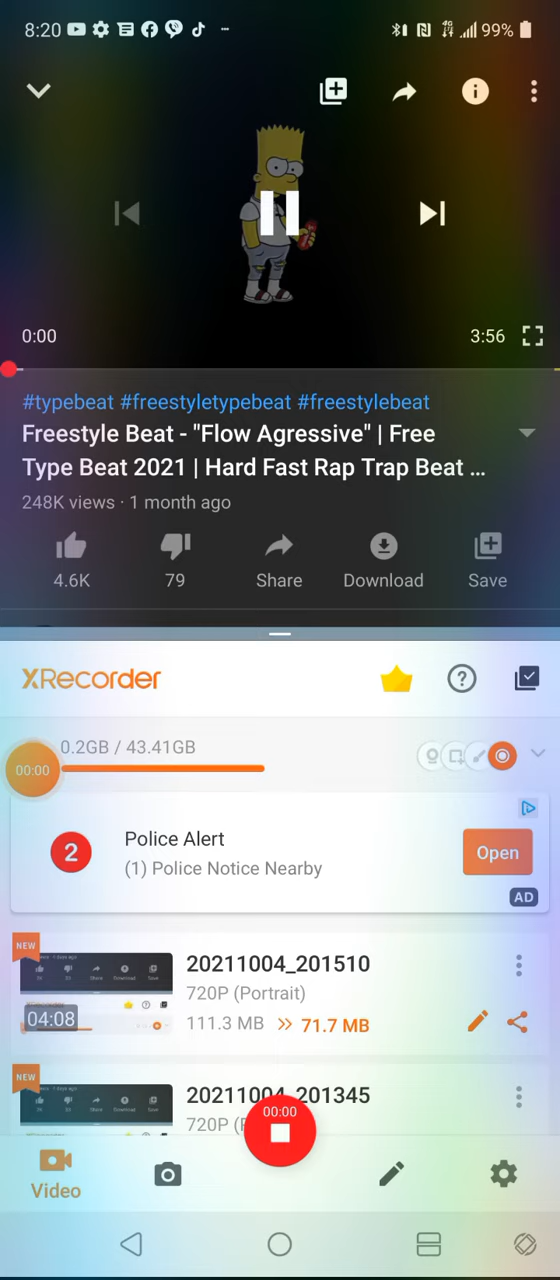 8:20
4G
99%
0:00
3:56
#typebeat #freestyletypebeat #freestylebeat
Freestyle Beat - "Flow Agressive" | Free
Type Beat 2021 | Hard Fast Rap Trap Beat ...
248K views · 1 month ago
4.6K
79
Share
Download
Save
XRecorder
0.2GB / 43.41GB
00:00
2
Police Alert
(1) Police Notice Nearby
Open
AD
NEW
20211004_201510
720P (Portrait)
04:08
111.3 MB >> 71.7 MB
NEW
20211004_201345
720P (
00:00
Video